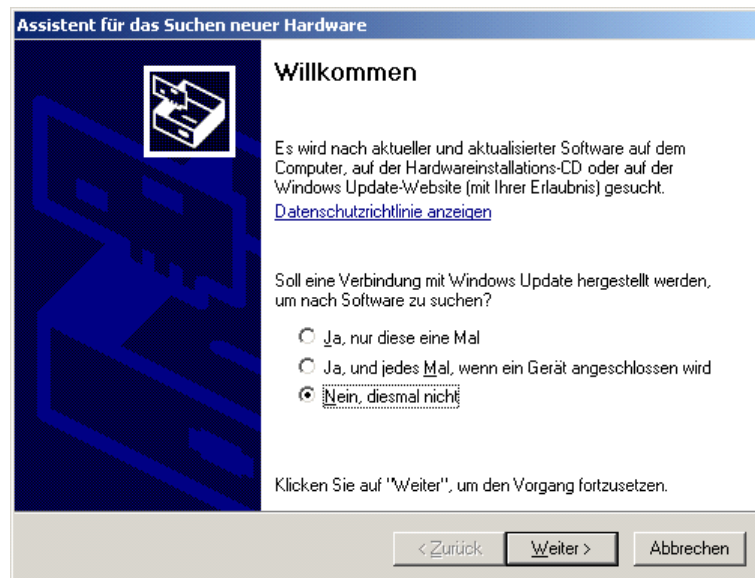 Assistent für das Suchen neuer Hardware
Willkommen
Es wird nach aktueller und aktualisierter Software auf dem
Computer, auf der Hardwareinstallations-CD oder auf der
Windows Update-Website (mit Ihrer Erlaubnis) gesucht.
Datenschutzrichtlinie anzeigen
Soll eine Verbindung mit Windows Update hergestellt werden,
um nach Software zu suchen?
Ja, nur diese eine Mal
Ja, und jedes Mal, wenn ein Gerät angeschlossen wird
Nein, diesmal nicht
Klicken Sie auf "Weiter", um den Vorgang fortzusetzen.
< Zurück Weiter > Abbrechen